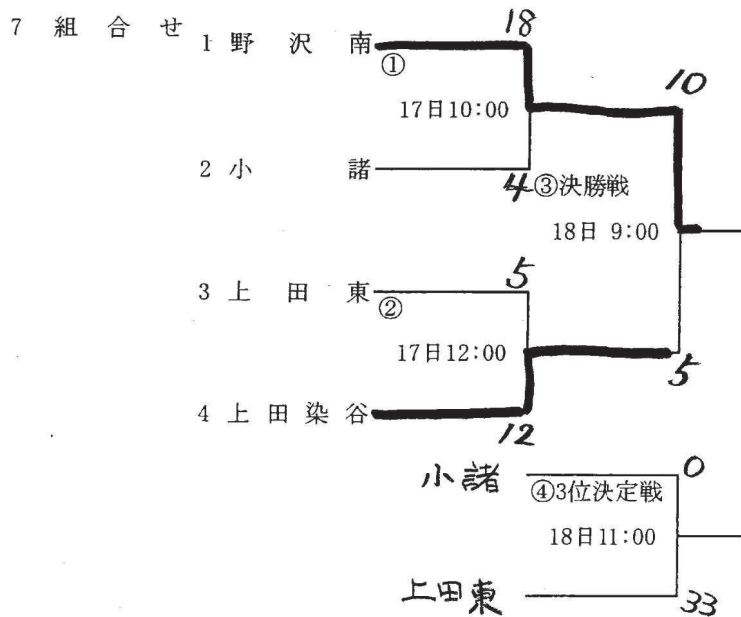 7 組 合 せ
18
1 野 沢 南
①
10
17日10:00
2 小 諸
4
③決勝戦
18日 9:00
5
3 上 田 東
②
17日12:00
5
4 上 田 染 谷
12
小諸
0
④3位決定戦
18日11:00
上田東
33